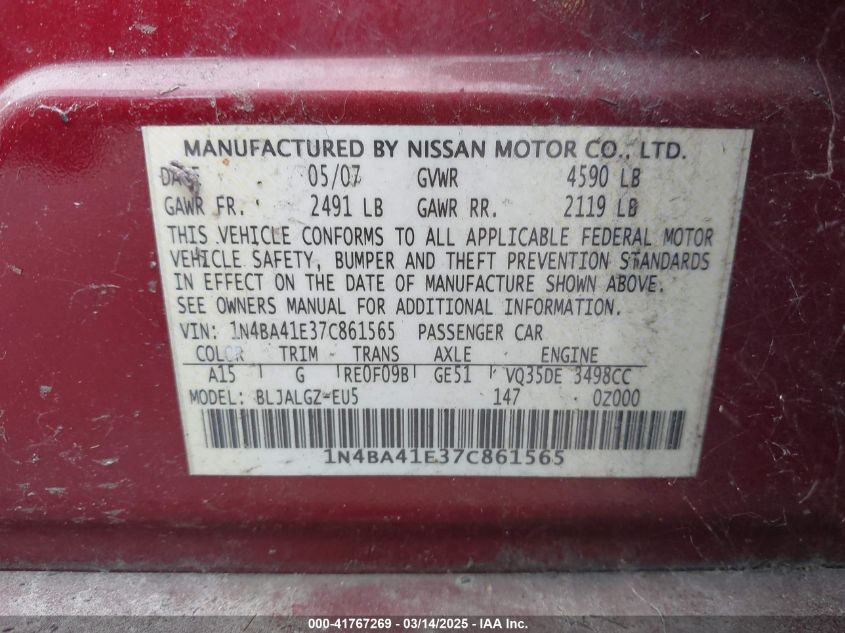 MANUFACTURED BY NISSAN MOTOR CO., LTD.
DATE 05/07 GVWR 4590 LB
GAWR FR. 2491 LB GAWR RR. 2119 LB
THIS VEHICLE CONFORMS TO ALL APPLICABLE FEDERAL MOTOR
VEHICLE SAFETY, BUMPER AND THEFT PREVENTION STANDARDS
IN EFFECT ON THE DATE OF MANUFACTURE SHOWN ABOVE.
SEE OWNERS MANUAL FOR ADDITIONAL INFORMATION.
VIN: 1N4BA41E37C861565 PASSENGER CAR
COLOR TRIM TRANS AXLE ENGINE
A15 G RE0F09B GE51 VQ35DE 3498CC
MODEL: BLJALGZ-EU5 147 0Z000
1N4BA41E37C861565
000-41767269 - 03/14/2025 - IAA Inc.